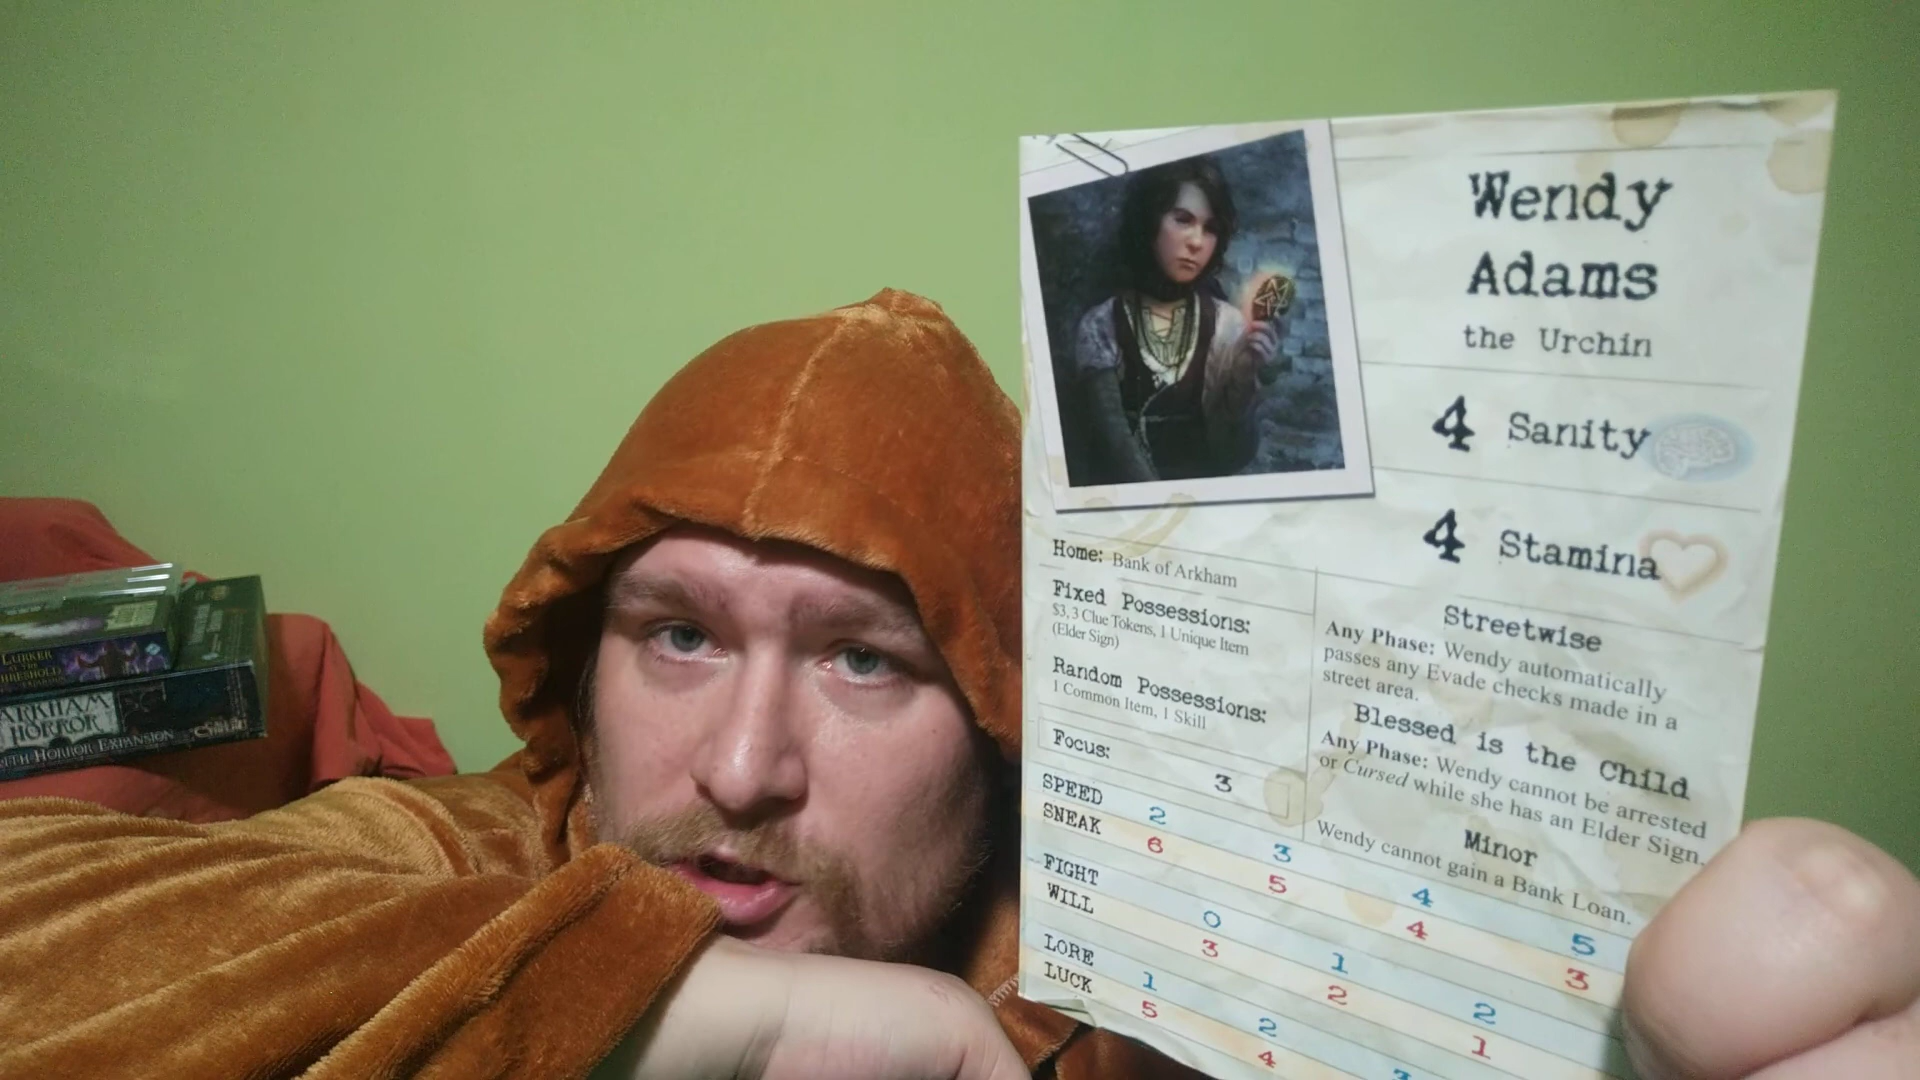 Wendy
Adams
the Urchin
4 Sanity
4 Stamina
Home: Bank of Arkham
Fixed Possessions:
$3, 3 Clue Tokens, 1 Unique Item
(Elder Sign)
Random Possessions:
1 Common Item, 1 Skill
Focus: 3
Streetwise
Any Phase: Wendy automatically
passes any Evade checks made in a
street area.
Blessed is the Child
Any Phase: Wendy cannot be arrested
or Cursed while she has an Elder Sign.
Minor
Wendy cannot gain a Bank Loan.
SPEED 2 3 4 5
SNEAK 6 5 4 3
FIGHT 0 1 2
WILL 3 2 1
LORE 1 2 3
LUCK 5 4
LURKER
AT THE
THRESHOLD
ARKHAM
HORROR
HORROR EXPANSION